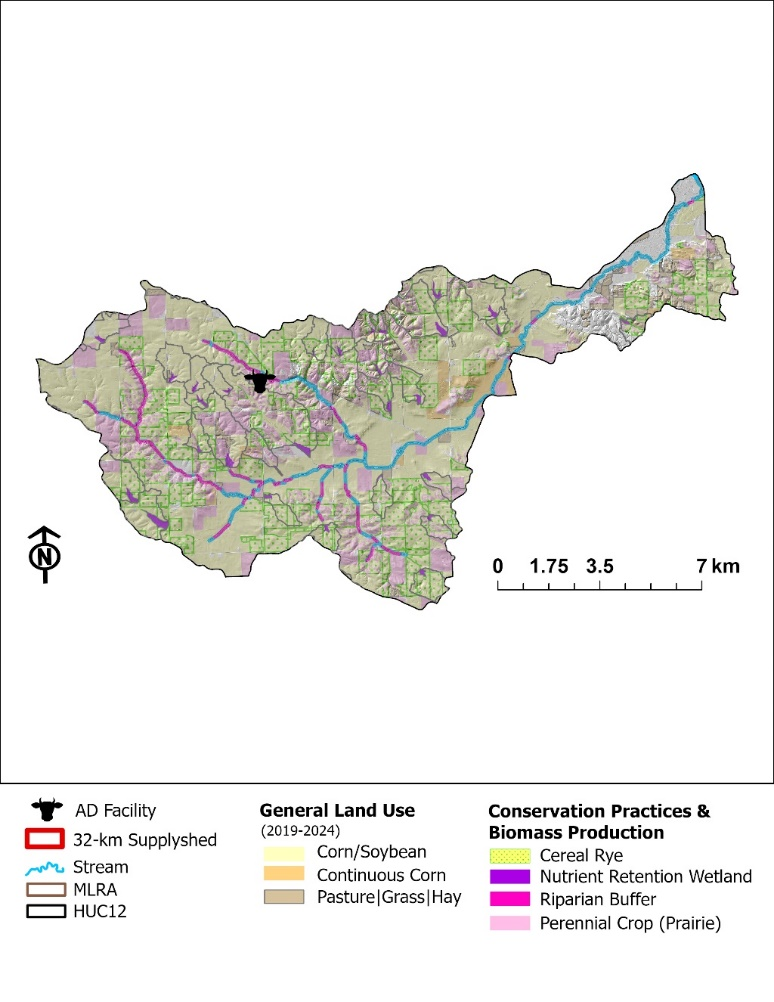 N
0 1.75 3.5 7 km
AD Facility
32-km Supplyshed
Stream
MLRA
HUC12
General Land Use
(2019-2024)
Corn/Soybean
Continuous Corn
Pasture|Grass|Hay
Conservation Practices &
Biomass Production
Cereal Rye
Nutrient Retention Wetland
Riparian Buffer
Perennial Crop (Prairie)